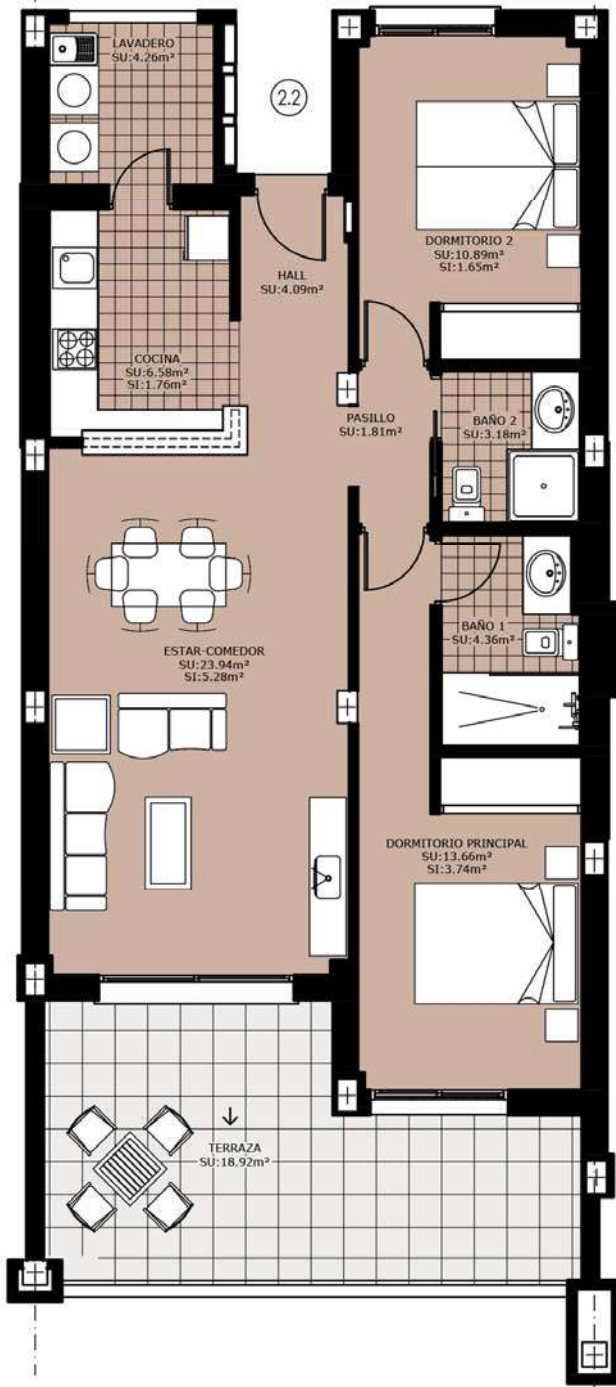 LAVADERO
SU:4.26m²
2.2
DORMITORIO 2
SU:10.89m²
SI:1.65m²
HALL
SU:4.09m²
COCINA
SU:6.58m²
SI:1.76m²
PASILLO
SU:1.81m²
BAÑO 2
SU:3.18m²
BAÑO 1
SU:4.36m²
ESTAR-COMEDOR
SU:23.94m²
SI:5.28m²
DORMITORIO PRINCIPAL
SU:13.66m²
SI:3.74m²
TERRAZA
SU:18.92m²